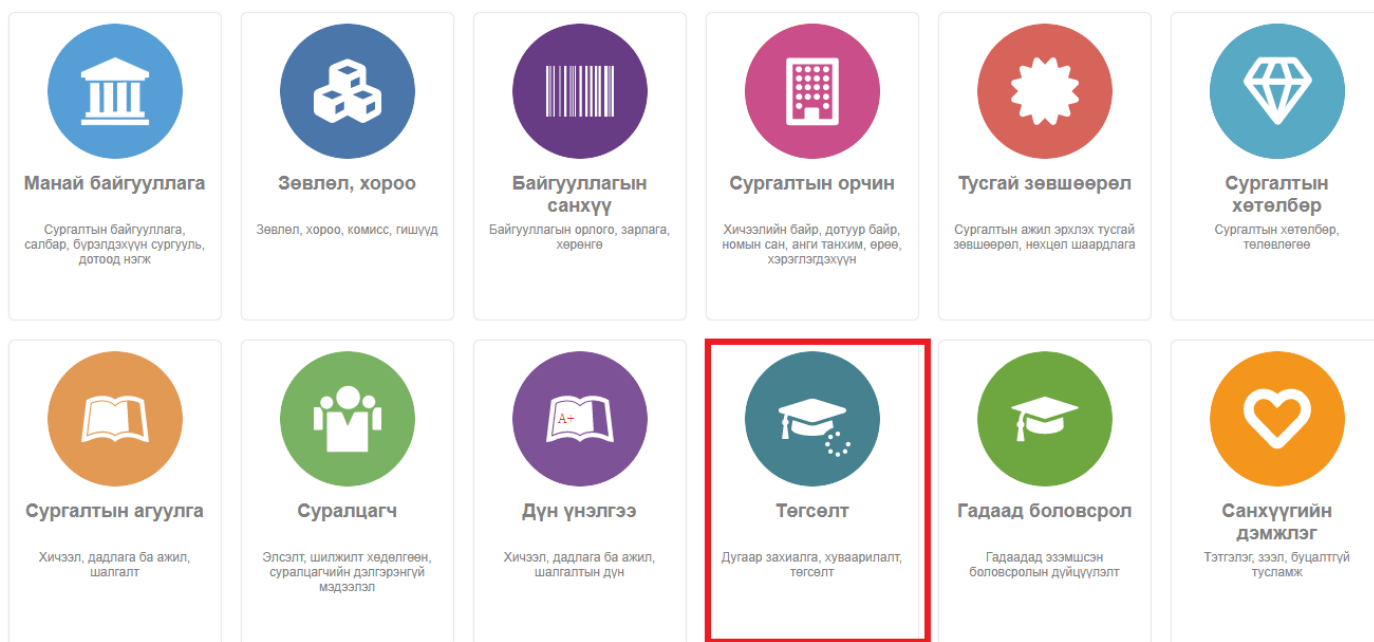 Манай байгууллага
Сургалтын байгууллага,
салбар, бүрэлдэхүүн сургууль,
дотоод нэгж
Зөвлөл, хороо
Зөвлөл, хороо, комисс, гишүүд
Байгууллагын
санхүү
Байгууллагын орлого, зарлага,
хөрөнгө
Сургалтын орчин
Хичээлийн байр, дотуур байр,
номын сан, анги танхим, өрөө,
хэрэглэгдэхүүн
Тусгай зөвшөөрөл
Сургалтын ажил эрхлэх тусгай
зөвшөөрөл, нөхцөл шаардлага
Сургалтын
хөтөлбөр
Сургалтын хөтөлбөр,
төлөвлөгөө
Сургалтын агуулга
Хичээл, дадлага ба ажил,
шалгалт
Суралцагч
Элсэлт, шилжилт хөдөлгөөн,
суралцагчийн дэлгэрэнгүй
мэдээлэл
A+
Дүн үнэлгээ
Хичээл, дадлага ба ажил,
шалгалтын дүн
Төгсөлт
Дугаар захиалга, хуваарилалт,
төгсөлт
Гадаад боловсрол
Гадаадад эзэмшсэн
боловсролын дүйцүүлэлт
Санхүүгийн
дэмжлэг
Тэтгэлэг, зээл, буцалтгүй
тусламж